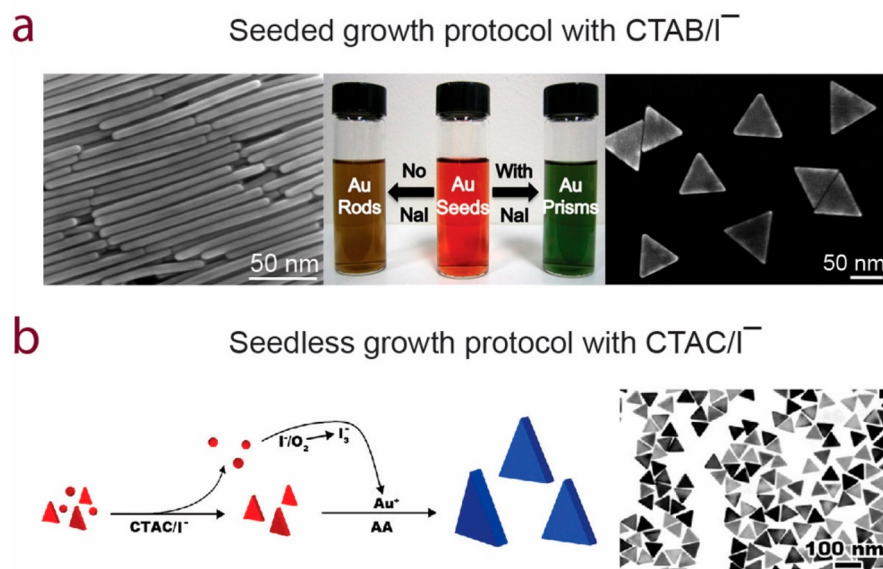 a
Seeded growth protocol with CTAB/I⁻
50 nm
Au
Rods
No
NaI
Au
Seeds
With
NaI
Au
Prisms
50 nm
b
Seedless growth protocol with CTAC/I⁻
CTAC/I⁻
I⁻/O₂ → I₃⁻
Au⁺
AA
100 nm